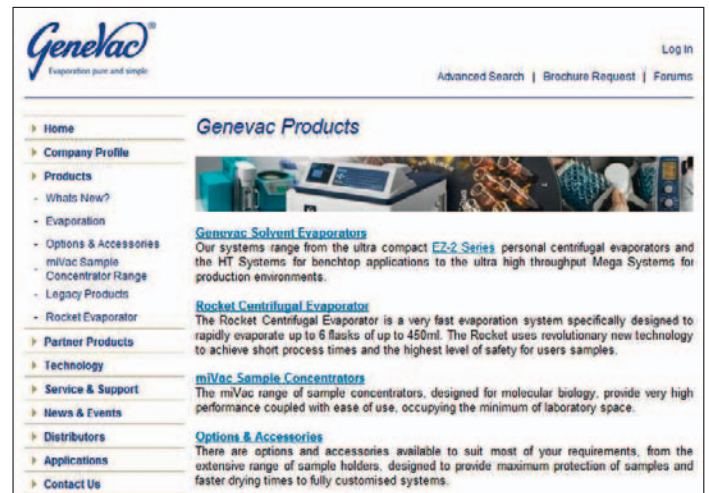 GeneVac®
Evaporation pure and simple
Log In
Advanced Search | Brochure Request | Forums
Home
Company Profile
Products
- Whats New?
- Evaporation
- Options & Accessories
- miVac Sample
Concentrator Range
- Legacy Products
- Rocket Evaporator
Partner Products
Technology
Service & Support
News & Events
Distributors
Applications
Contact Us
Genevac Products
Genevac Solvent Evaporators
Our systems range from the ultra compact EZ-2 Series personal centrifugal evaporators and
the HT Systems for benchtop applications to the ultra high throughput Mega Systems for
production environments.
Rocket Centrifugal Evaporator
The Rocket Centrifugal Evaporator is a very fast evaporation system specifically designed to
rapidly evaporate up to 6 flasks of up to 450ml. The Rocket uses revolutionary new technology
to achieve short process times and the highest level of safety for users samples.
miVac Sample Concentrators
The miVac range of sample concentrators, designed for molecular biology, provide very high
performance coupled with ease of use, occupying the minimum of laboratory space.
Options & Accessories
There are options and accessories available to suit most of your requirements, from the
extensive range of sample holders, designed to provide maximum protection of samples and
faster drying times to fully customised systems.